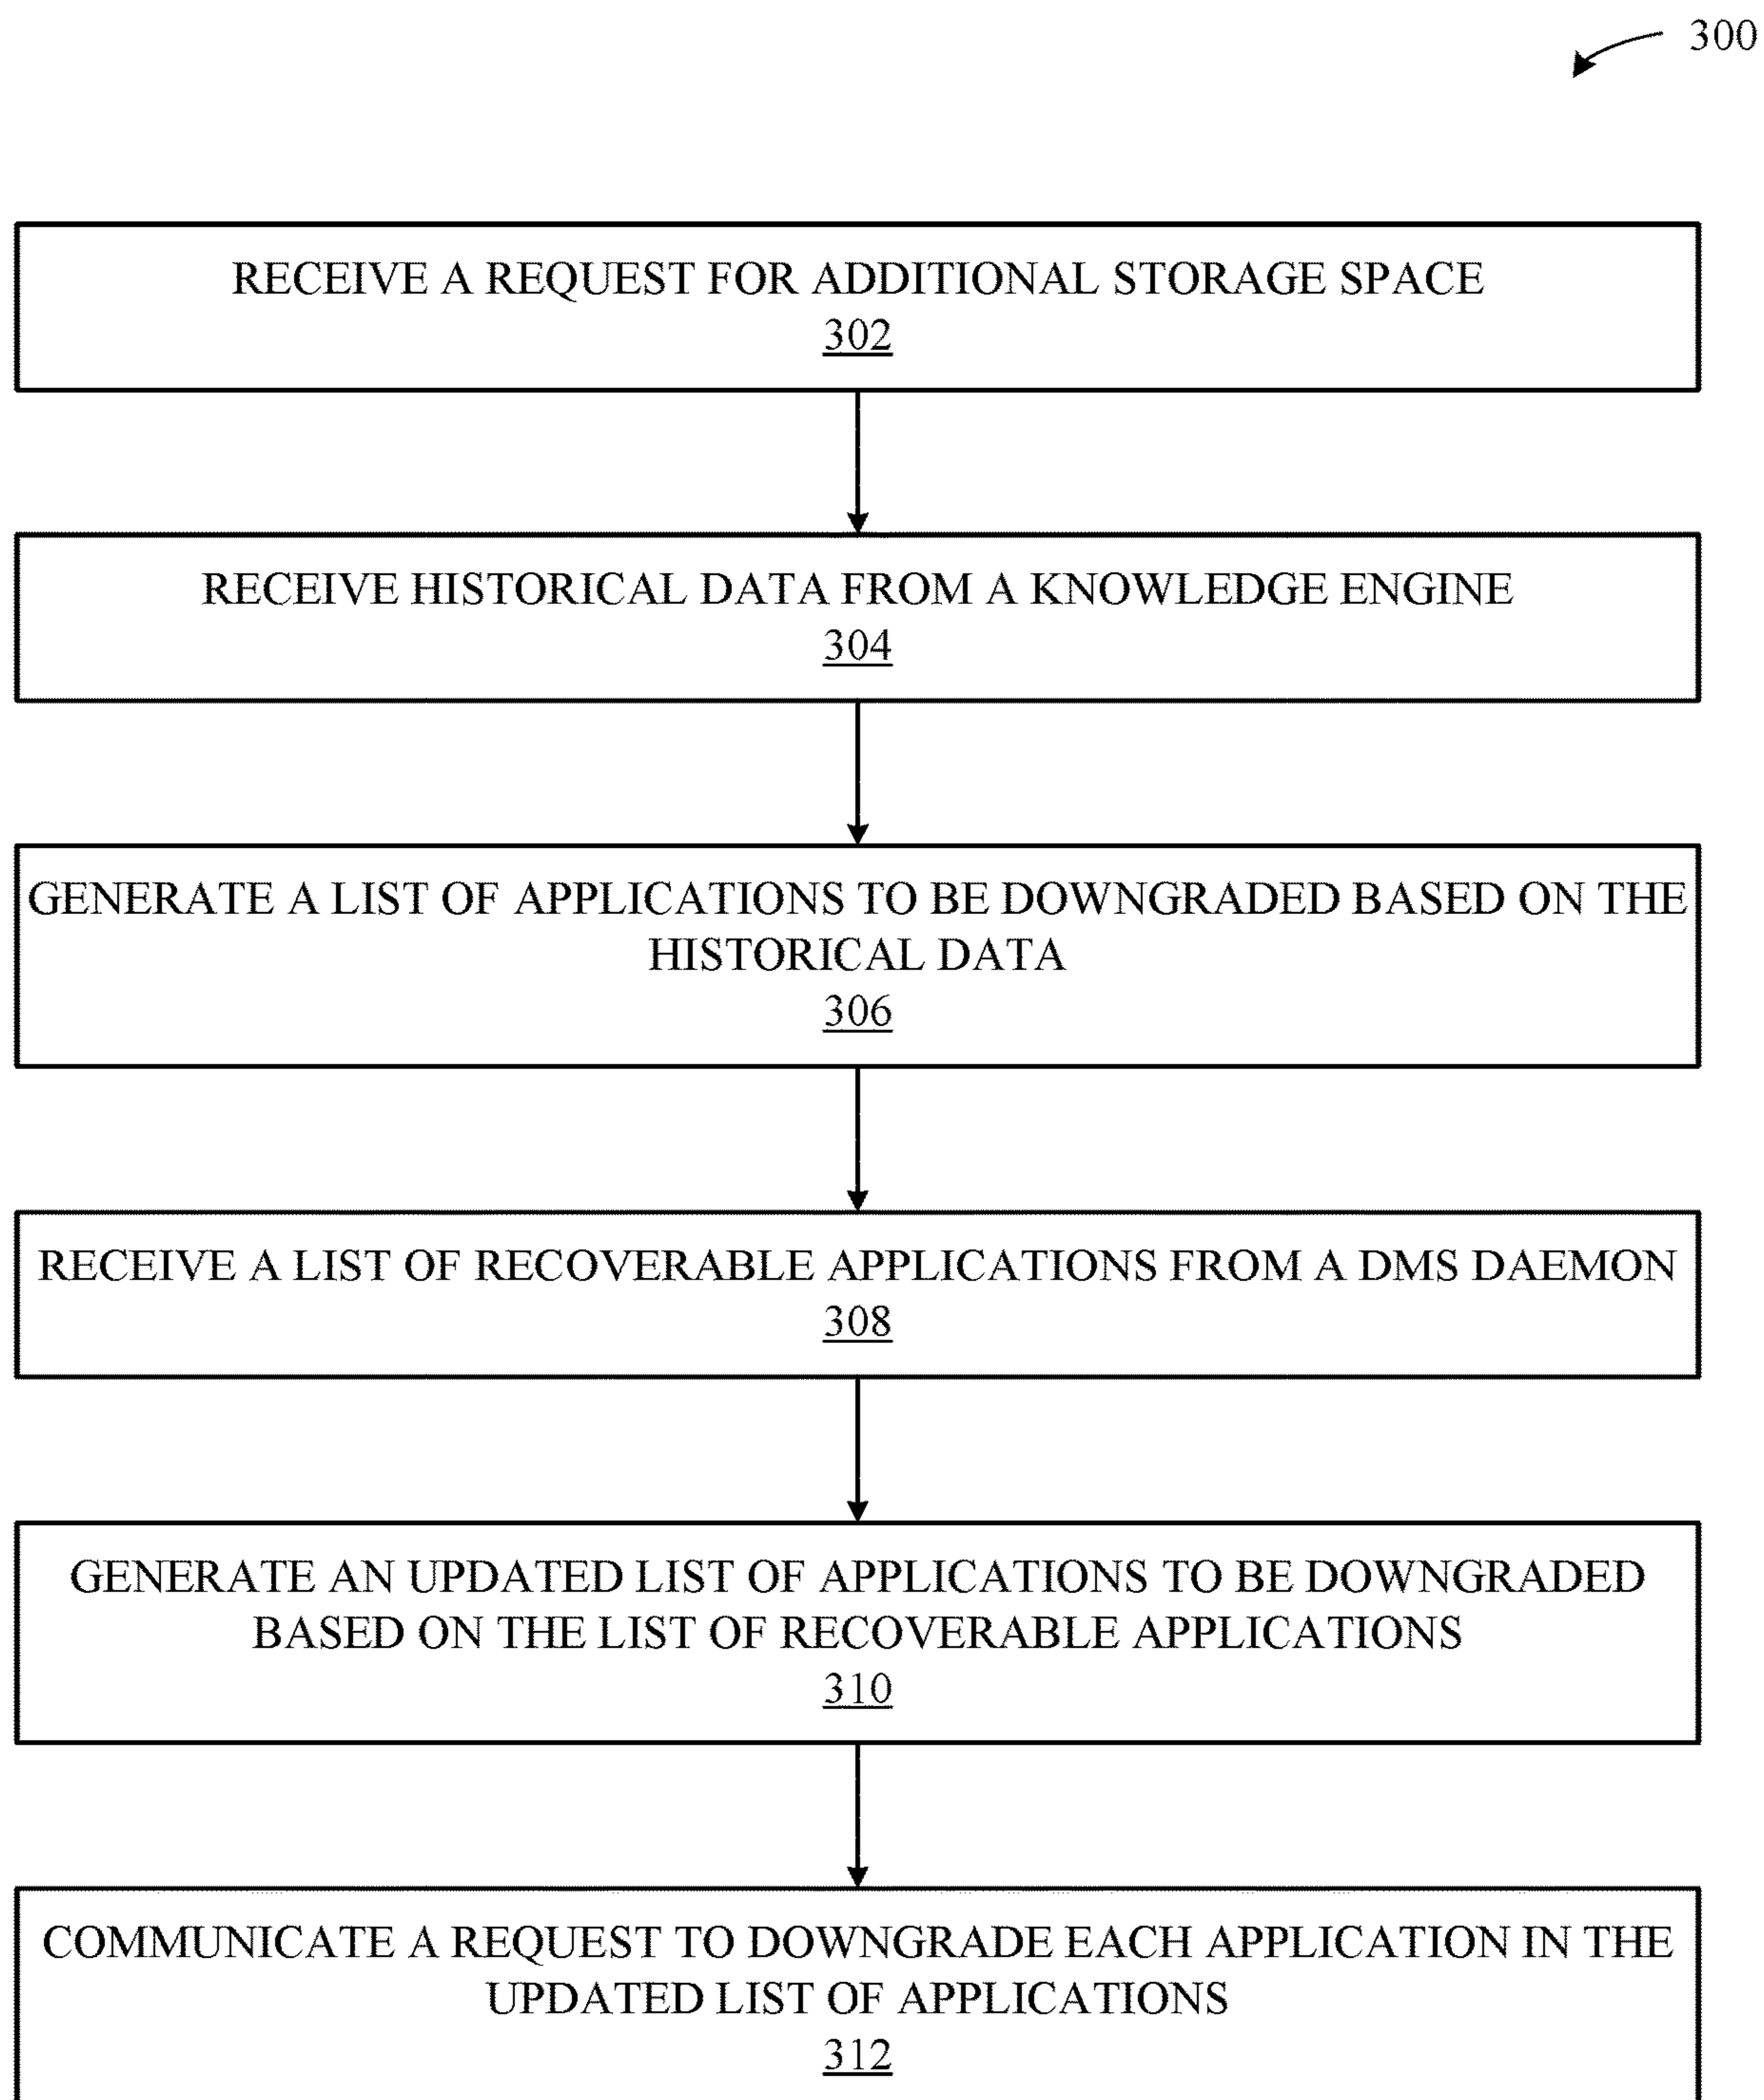 300
RECEIVE A REQUEST FOR ADDITIONAL STORAGE SPACE
302
RECEIVE HISTORICAL DATA FROM A KNOWLEDGE ENGINE
304
GENERATE A LIST OF APPLICATIONS TO BE DOWNGRADED BASED ON THE
HISTORICAL DATA
306
RECEIVE A LIST OF RECOVERABLE APPLICATIONS FROM A DMS DAEMON
308
GENERATE AN UPDATED LIST OF APPLICATIONS TO BE DOWNGRADED
BASED ON THE LIST OF RECOVERABLE APPLICATIONS
310
COMMUNICATE A REQUEST TO DOWNGRADE EACH APPLICATION IN THE
UPDATED LIST OF APPLICATIONS
312